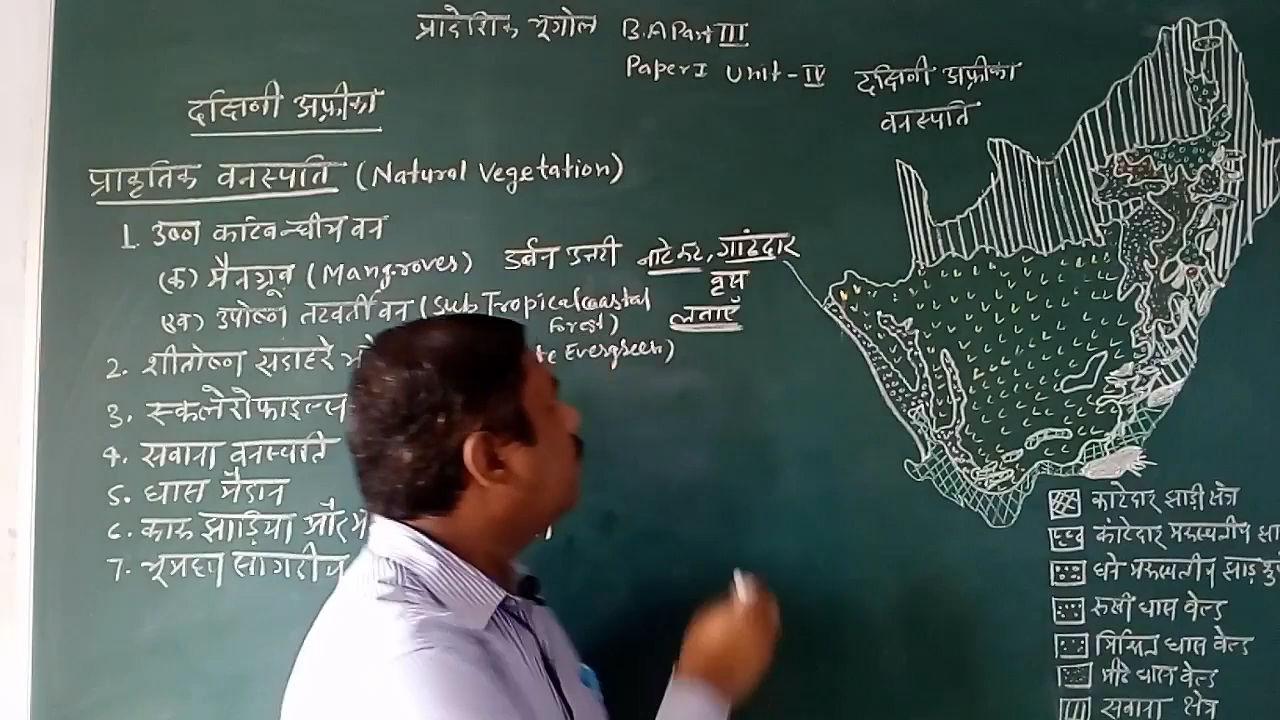 प्रादेशिक भूगोल B.A Part III
Paper I Unit - IV
दक्षिणी अफ्रीका
प्राकृतिक वनस्पति (Natural Vegetation)
1. उष्ण कटिबन्धीय वन
(क) मैनग्रूव (Mangroves)
डर्बन उत्तरी नाटेल, गांठदार
वृक्ष
लताएँ
(ख) उपोष्ण तटवर्ती वन (Sub Tropical coastal
Forest)
2. शीतोष्ण सदाहरे
Evergreen)
3. स्कलेरोफाइल्स
4. सवाना वनस्पति
5. घास मैदान
6. कारू झाड़ियां और
7. भूमध्य सागरीय
दक्षिणी अफ्रीका
वनस्पति
कांटेदार झाड़ी क्षेत्र
कांटेदार मरूस्थलीय
घने मरूस्थलीय झाड़
रूखी घास वेल्ड
मिश्रित घास वेल्ड
मीठे घास वेल्ड
सवाना क्षेत्र